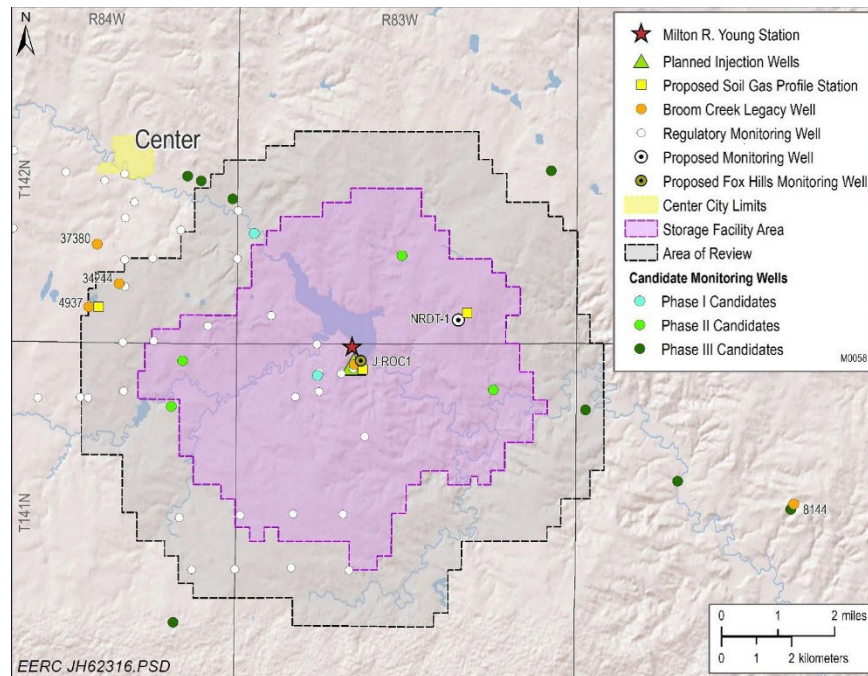 N
R84W
R83W
Center
T142N
37380
34244
4937
NRDT-1
J-ROC1
T141N
8144
Milton R. Young Station
Planned Injection Wells
Proposed Soil Gas Profile Station
Broom Creek Legacy Well
Regulatory Monitoring Well
Proposed Monitoring Well
Proposed Fox Hills Monitoring Well
Center City Limits
Storage Facility Area
Area of Review
Candidate Monitoring Wells
Phase I Candidates
Phase II Candidates
Phase III Candidates
M0058
0 1 2 miles
0 1 2 kilometers
EERC JH62316.PSD